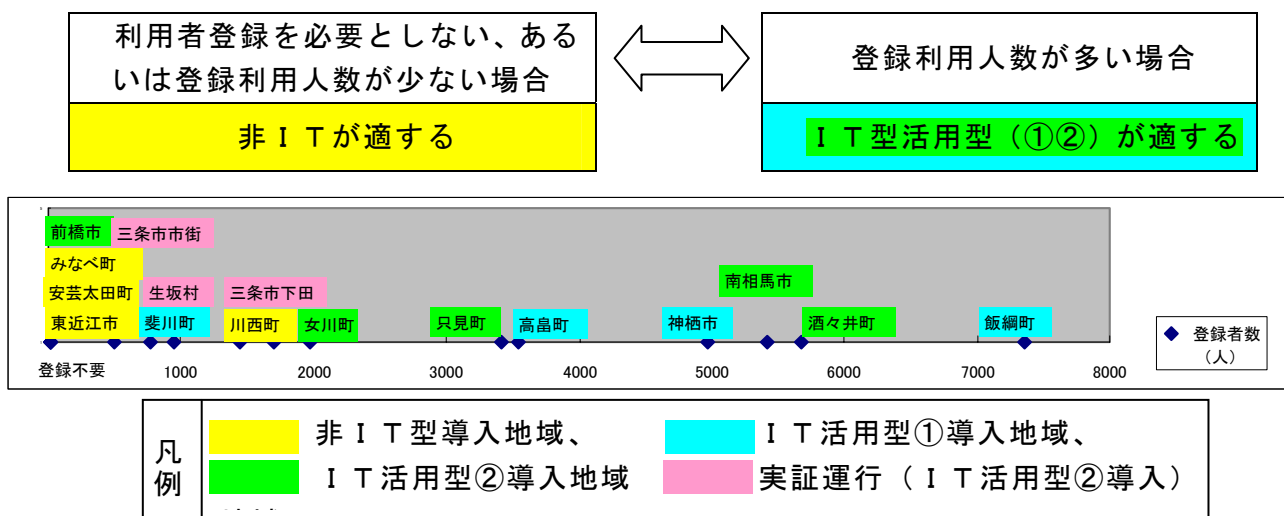 利用者登録を必要としない、ある
いは登録利用人数が少ない場合
非ＩＴが適する
登録利用人数が多い場合
ＩＴ型活用型（①②）が適する
前橋市 三条市市街
みなべ町
南相馬市
安芸太田町 生坂村 三条市下田
東近江市 斐川町 川西町 女川町 只見町 高畠町 神栖市 酒々井町 飯綱町
登録不要 1000 2000 3000 4000 5000 6000 7000 8000
登録者数
（人）
凡例
非ＩＴ型導入地域、 ＩＴ活用型①導入地域、
ＩＴ活用型②導入地域 実証運行（ＩＴ活用型②導入）